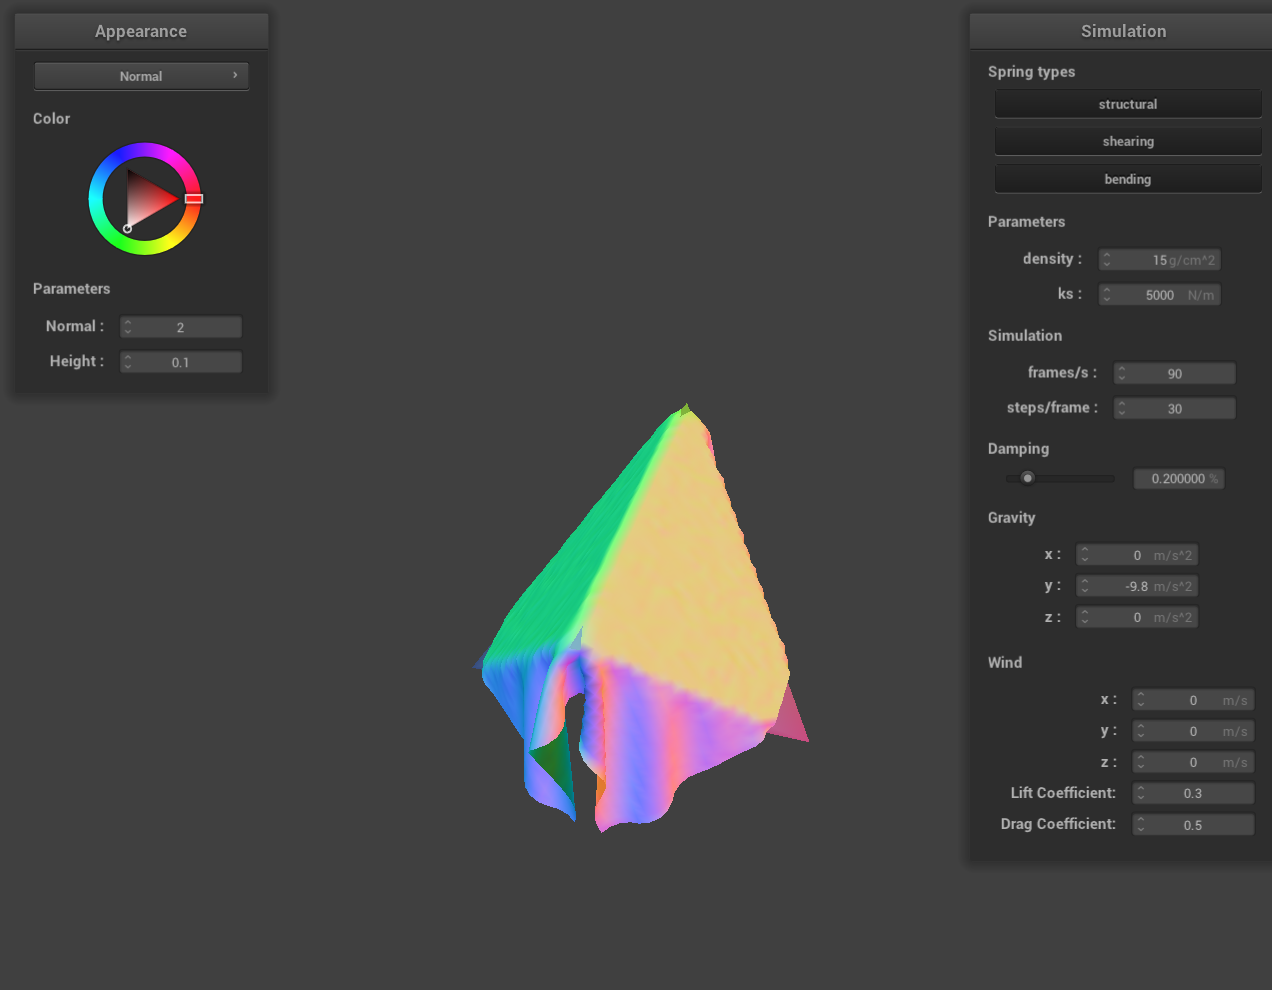 Appearance
Normal ›
Color
Parameters
Normal : 2
Height : 0.1
Simulation
Spring types
structural
shearing
bending
Parameters
density : 15 g/cm^2
ks : 5000 N/m
Simulation
frames/s : 90
steps/frame : 30
Damping
0.200000 %
Gravity
x : 0 m/s^2
y : -9.8 m/s^2
z : 0 m/s^2
Wind
x : 0 m/s
y : 0 m/s
z : 0 m/s
Lift Coefficient: 0.3
Drag Coefficient: 0.5